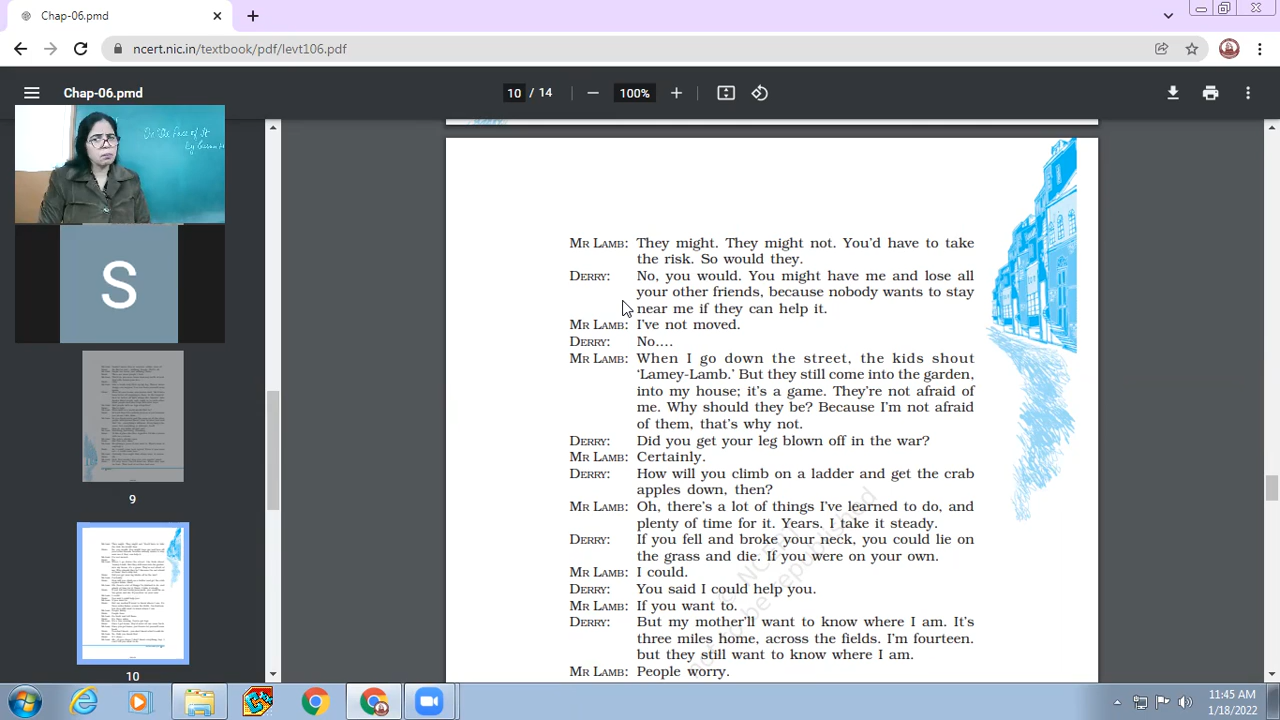 Chap-06.pmd
ncert.nic.in/textbook/pdf/levt106.pdf
Chap-06.pmd
10 / 14
100%
On the Face of It
S
9
10
MR LAMB: They might. They might not. You'd have to take
the risk. So would they.
DERRY: No, you would. You might have me and lose all
your other friends, because nobody wants to stay
near me if they can help it.
MR LAMB: I've not moved.
DERRY: No....
MR LAMB: When I go down the street, the kids shout
'Lamey-Lamb.' But they still come into the garden,
into my house; it's a game. They're not afraid of
me. Why should they be? Because I'm not afraid
of them, that's why not.
DERRY: Did you get your leg blown off in the war?
MR LAMB: Certainly.
DERRY: How will you climb on a ladder and get the crab
apples down, then?
MR LAMB: Oh, there's a lot of things I've learned to do, and
plenty of time for it. Years. I take it steady.
DERRY: If you fell and broke your neck, you could lie on
the grass and die. If you were on your own.
MR LAMB: I could.
DERRY: You said I could help you.
MR LAMB: If you want to.
DERRY: But my mother'll want to know where I am. It's
three miles home, across the fields. I'm fourteen.
but they still want to know where I am.
MR LAMB: People worry.
11:45 AM
1/18/2022